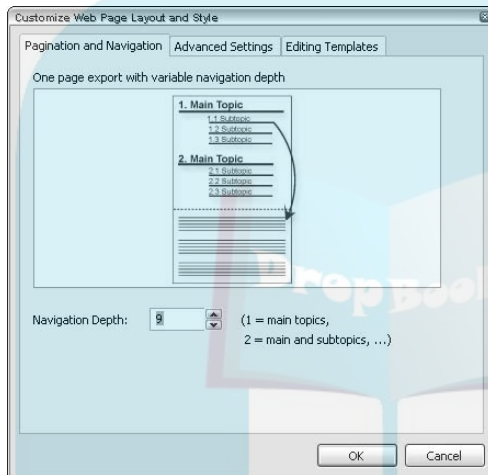 Customize Web Page Layout and Style
Pagination and Navigation
Advanced Settings
Editing Templates
One page export with variable navigation depth
1. Main Topic
1.1 Subtopic
1.2 Subtopic
1.3 Subtopic
2. Main Topic
2.1 Subtopic
2.2 Subtopic
2.3 Subtopic
DropBook
Navigation Depth:
9
(1 = main topics,
2 = main and subtopics, ...)
OK
Cancel